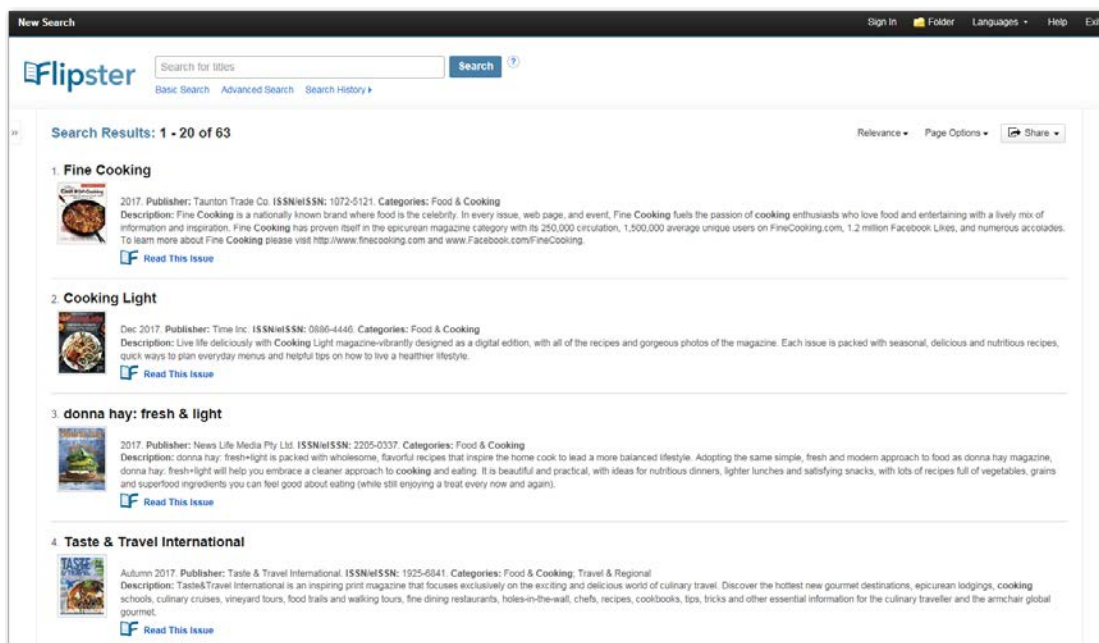 New Search Sign In Folder Languages Help
Flipster
Search for titles Search ?
Basic Search Advanced Search Search History
»
Search Results: 1 - 20 of 63 Relevance Page Options Share
1. Fine Cooking
2017. Publisher: Taunton Trade Co. ISSN/eISSN: 1072-5121. Categories: Food & Cooking
Description: Fine Cooking is a nationally known brand where food is the celebrity. In every issue, web page, and event, Fine Cooking fuels the passion of cooking enthusiasts who love food and entertaining with a lively mix of
information and inspiration. Fine Cooking has proven itself in the epicurean magazine category with its 250,000 circulation, 1,500,000 average unique users on FineCooking.com, 1.2 million Facebook Likes, and numerous accolades.
To learn more about Fine Cooking please visit http://www.finecooking.com and www.Facebook.com/FineCooking.
Read This Issue
2. Cooking Light
Dec 2017. Publisher: Time Inc. ISSN/eISSN: 0886-4446. Categories: Food & Cooking
Description: Live life deliciously with Cooking Light magazine-vibrantly designed as a digital edition, with all of the recipes and gorgeous photos of the magazine. Each issue is packed with seasonal, delicious and nutritious recipes,
quick ways to plan everyday menus and helpful tips on how to live a healthier lifestyle.
Read This Issue
3. donna hay: fresh & light
2017. Publisher: News Life Media Pty Ltd. ISSN/eISSN: 2205-0337. Categories: Food & Cooking
Description: donna hay: fresh+light is packed with wholesome, flavorful recipes that inspire the home cook to lead a more balanced lifestyle. Adopting the same simple, fresh and modern approach to food as donna hay magazine,
donna hay: fresh+light will help you embrace a cleaner approach to cooking and eating. It is beautiful and practical, with ideas for nutritious dinners, lighter lunches and satisfying snacks, with lots of recipes full of vegetables, grains
and superfood ingredients you can feel good about eating (while still enjoying a treat every now and again).
Read This Issue
4. Taste & Travel International
TASTE
& TRAVEL
Autumn 2017. Publisher: Taste & Travel International. ISSN/eISSN: 1925-6841. Categories: Food & Cooking; Travel & Regional
Description: Taste&Travel International is an inspiring print magazine that focuses exclusively on the exciting and delicious world of culinary travel. Discover the hottest new gourmet destinations, epicurean lodgings, cooking
schools, culinary cruises, vineyard tours, food trails and walking tours, fine dining restaurants, holes-in-the-wall, chefs, recipes, cookbooks, tips, tricks and other essential information for the culinary traveller and the armchair global
gourmet.
Read This Issue